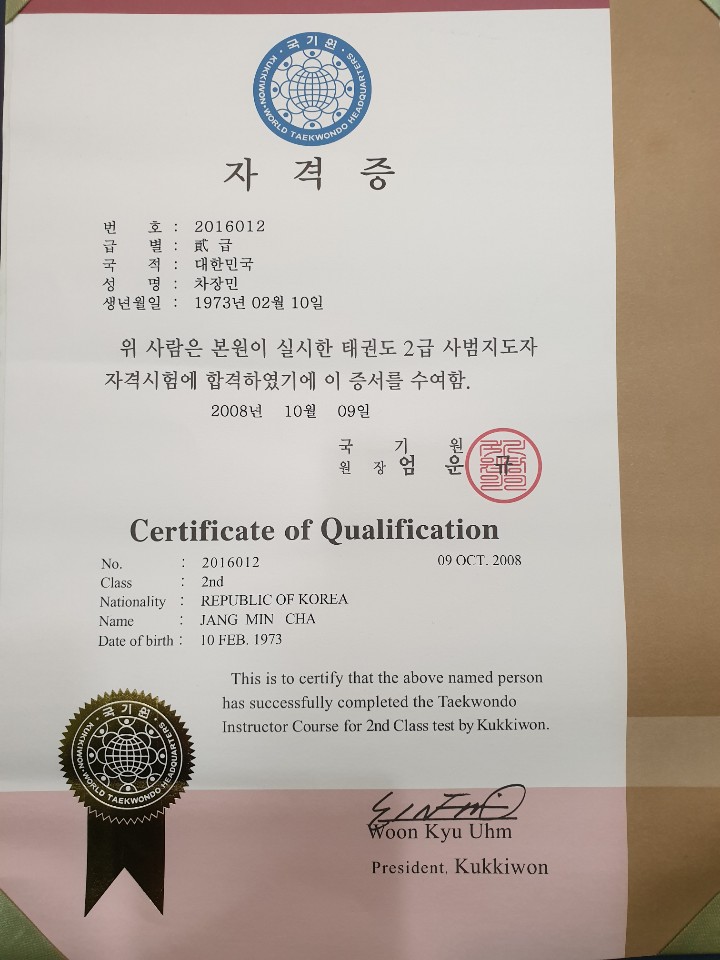 · 국기원 ·
KUKKIWON · WORLD TAEKWONDO HEADQUARTERS
자 격 증
번 호 : 2016012
급 별 : 貳 급
국 적 : 대한민국
성 명 : 차장민
생년월일 : 1973년 02월 10일
위 사람은 본원이 실시한 태권도 2급 사범지도자
자격시험에 합격하였기에 이 증서를 수여함.
2008년 10월 09일
국 기 원
원 장 엄 운 규
Certificate of Qualification
No. : 2016012 09 OCT. 2008
Class : 2nd
Nationality : REPUBLIC OF KOREA
Name : JANG MIN CHA
Date of birth : 10 FEB. 1973
This is to certify that the above named person
has successfully completed the Taekwondo
Instructor Course for 2nd Class test by Kukkiwon.
· 국기원 ·
KUKKIWON · WORLD TAEKWONDO HEADQUARTERS
Woon Kyu Uhm
President, Kukkiwon